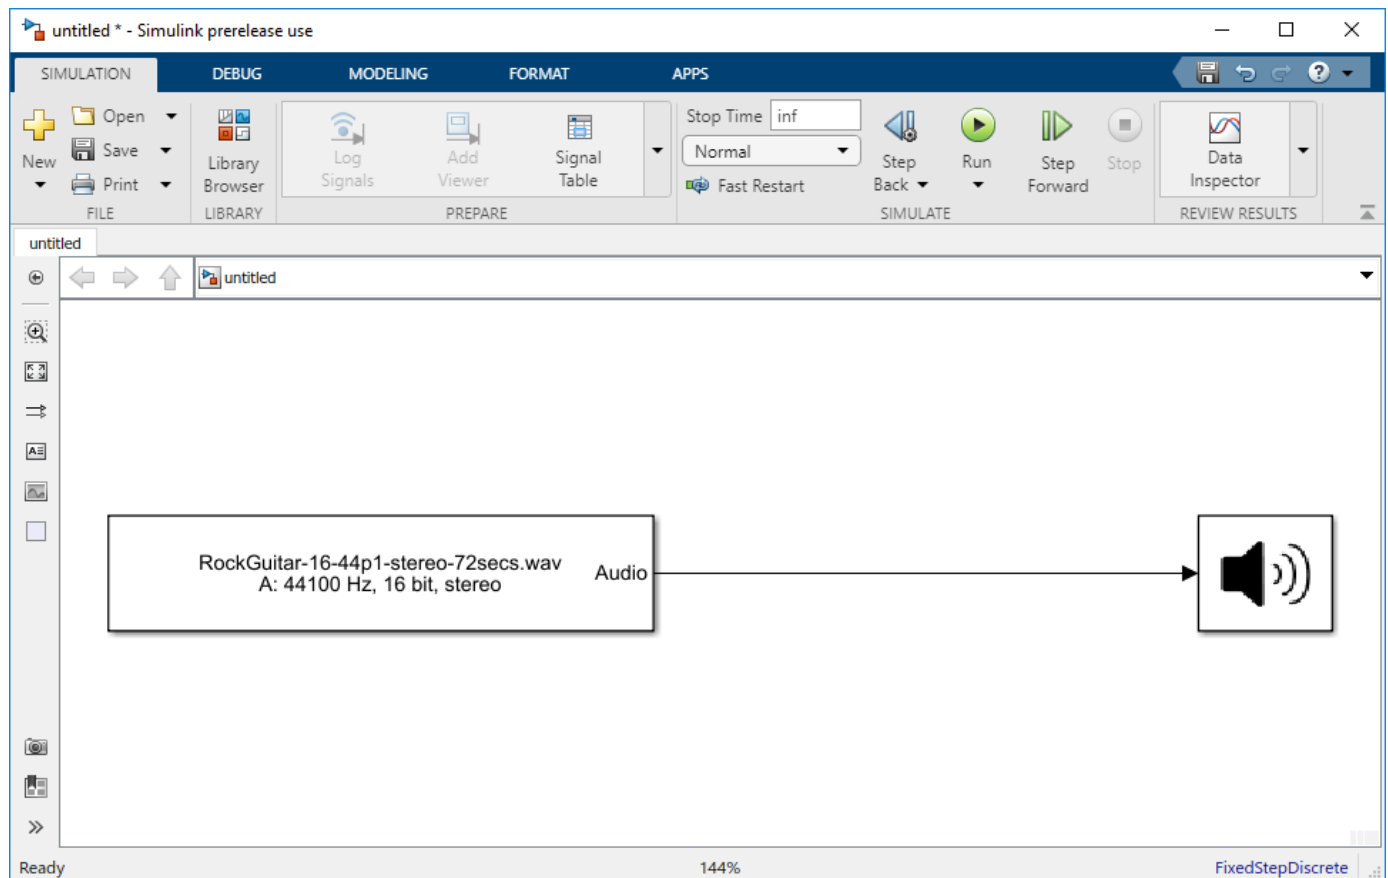 untitled * - Simulink prerelease use
SIMULATION DEBUG MODELING FORMAT APPS
New
Open
Save
Print
FILE
Library
Browser
LIBRARY
Log
Signals
Add
Viewer
Signal
Table
PREPARE
Stop Time inf
Normal
Fast Restart
Step
Back
Run
Step
Forward
Stop
SIMULATE
Data
Inspector
REVIEW RESULTS
untitled
untitled
RockGuitar-16-44p1-stereo-72secs.wav
A: 44100 Hz, 16 bit, stereo
Audio
Ready 144% FixedStepDiscrete